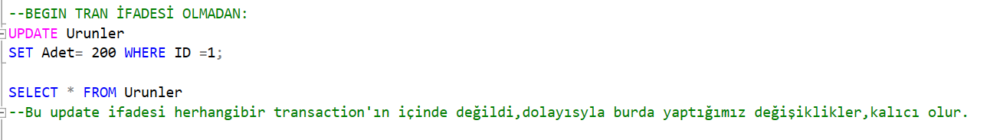 --BEGIN TRAN İFADESİ OLMADAN:
UPDATE Urunler
SET Adet= 200 WHERE ID =1;
SELECT * FROM Urunler
--Bu update ifadesi herhangibir transaction'ın içinde değildi,dolayısyla burda yaptığımız değişiklikler,kalıcı olur.